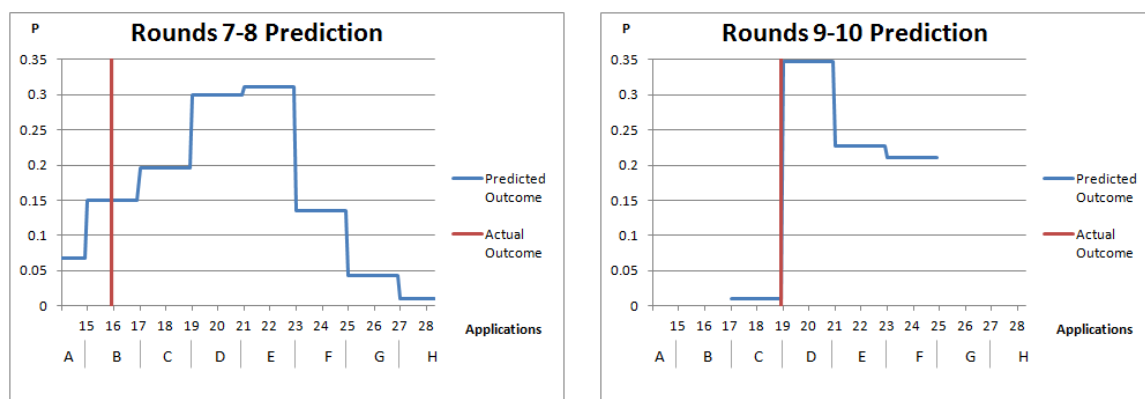 P
Rounds 7-8 Prediction
0.35
0.3
0.25
0.2
0.15
0.1
0.05
0
Predicted
Outcome
Actual
Outcome
15 16 17 18 19 20 21 22 23 24 25 26 27 28 Applications
A B C D E F G H
P
Rounds 9-10 Prediction
0.35
0.3
0.25
0.2
0.15
0.1
0.05
0
Predicted
Outcome
Actual
Outcome
15 16 17 18 19 20 21 22 23 24 25 26 27 28 Applications
A B C D E F G H